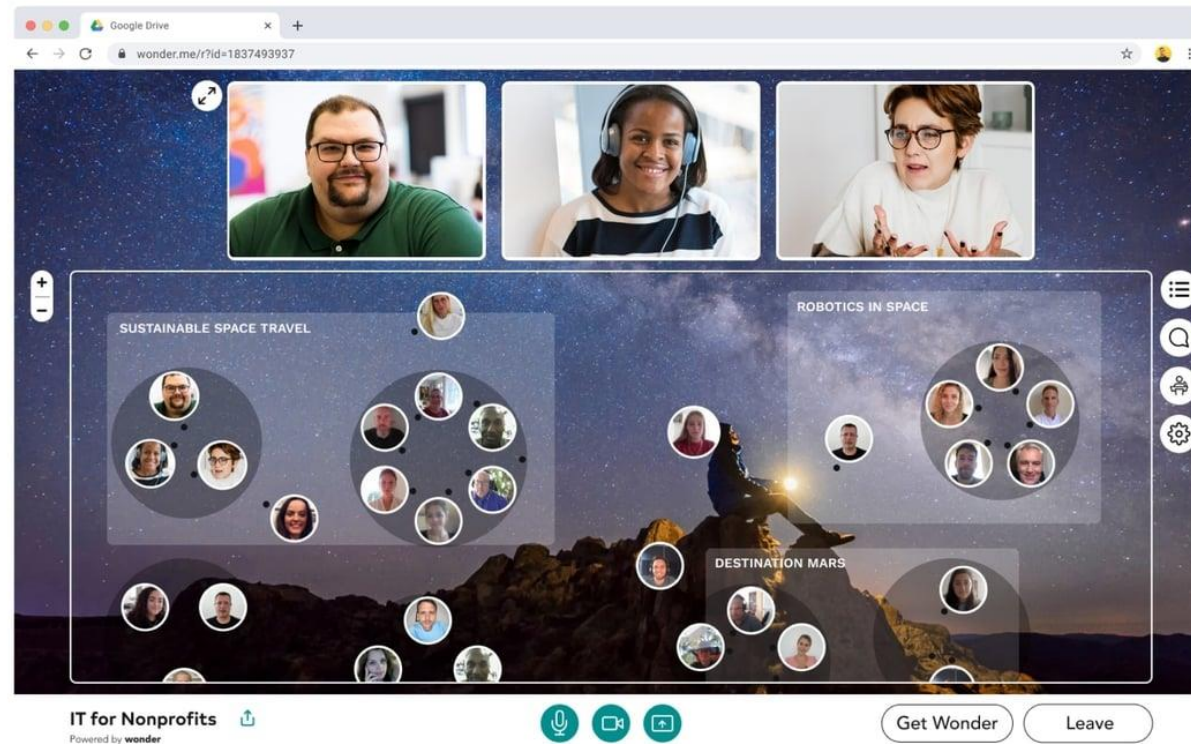 Google Drive
wonder.me/r?id=1837493937
SUSTAINABLE SPACE TRAVEL
ROBOTICS IN SPACE
DESTINATION MARS
IT for Nonprofits
Powered by wonder
Get Wonder
Leave